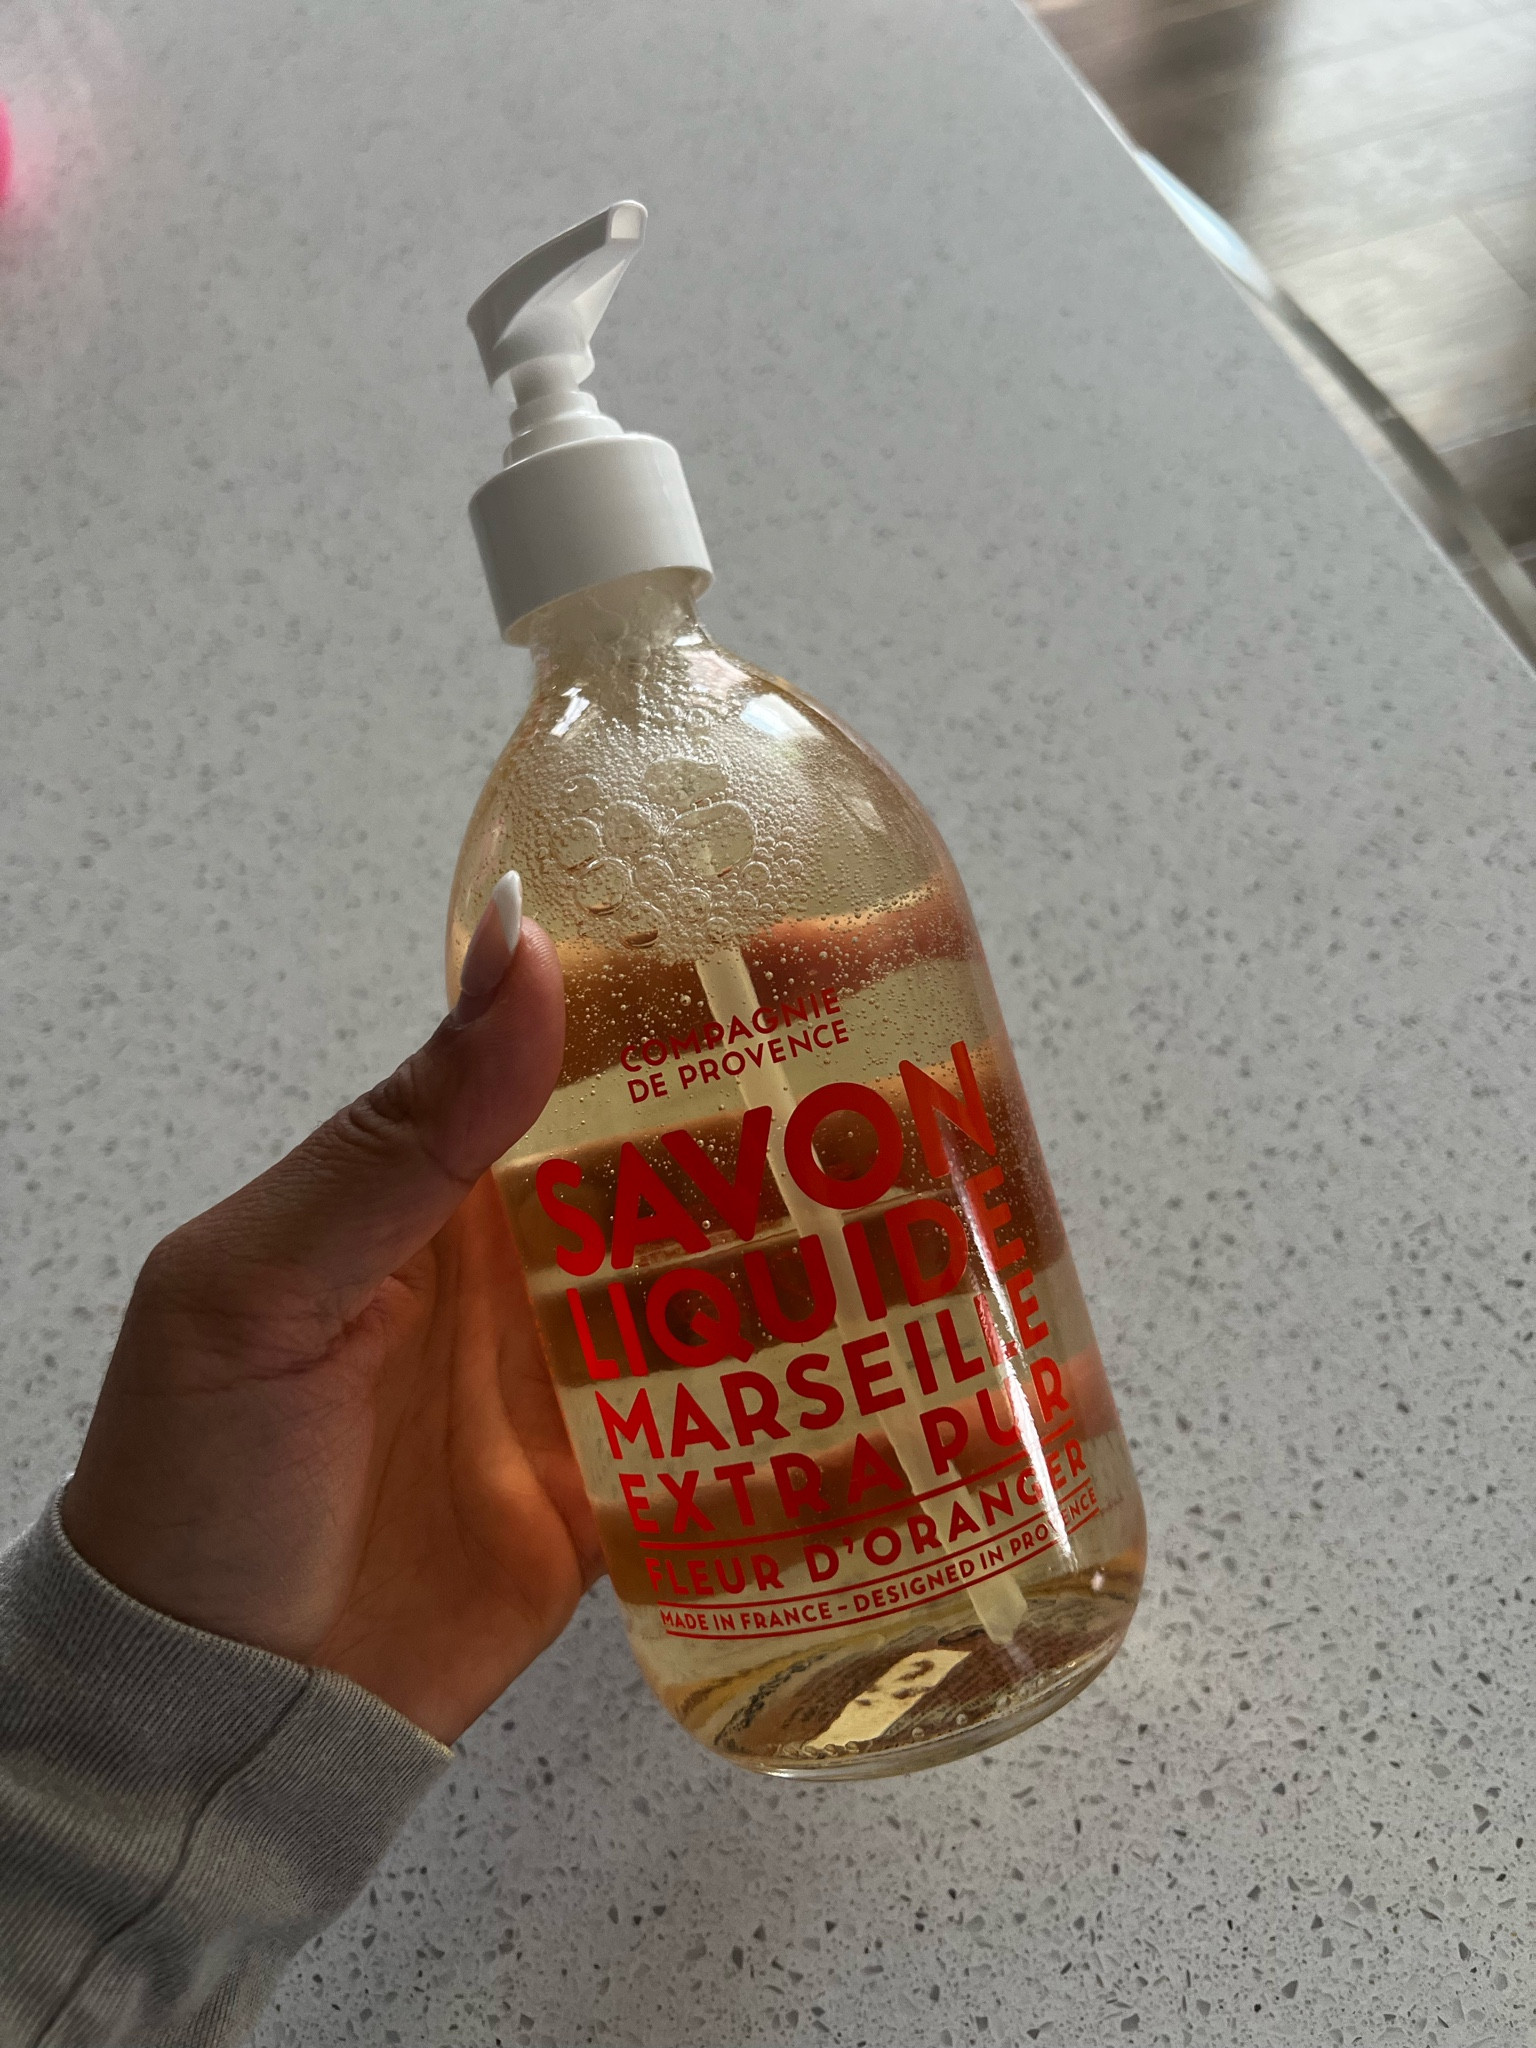 COMPAGNIE
DE PROVENCE
SAVON
LIQUIDE
MARSEILLE
EXTRA PUR
FLEUR D'ORANGER
MADE IN FRANCE - DESIGNED IN PROVENCE